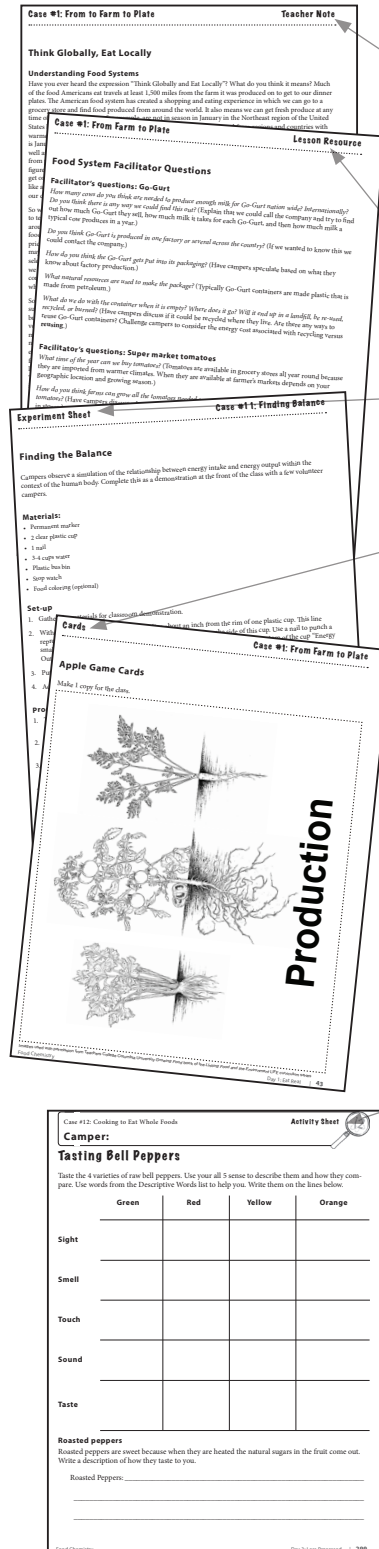 Case #1: From to Farm to Plate
Teacher Note
Think Globally, Eat Locally
Understanding Food Systems
Have you ever heard the expression "Think Globally and Eat Locally"? What do you think it means? Much
of the food Americans eat travels at least 1,500 miles from the farm it was produced on to get to our dinner
plates. The American food system has created a shopping and eating experience in which we can go to a
grocery store and find food produced from around the world. It also means we can get fresh produce at any
Case #1: From Farm to Plate
Lesson Resource
Food System Facilitator Questions
Facilitator's questions: Go-Gurt
How many cows do you think are needed to produce enough milk for Go-Gurt nation wide? Internationally?
Do you think there is any way we could find this out? (Explain that we could call the company and try to find
out how much Go-Gurt they sell, how much milk it takes for each Go-Gurt, and then how much milk a
typical cow produces in a year.)
Do you think Go-Gurt is produced in one factory or several across the country? (If we wanted to know this we
could contact the company.)
How do you think the Go-Gurt gets put into its packaging? (Have campers speculate based on what they
know about factory production.)
What natural resources are used to make the package? (Typically Go-Gurt containers are made plastic that is
made from petroleum.)
What do we do with the container when it is empty? Where does it go? Will it end up in a landfill, be re-used,
recycled, or burned? (Have campers discuss if it could be recycled where they live. Are there any ways to
reuse Go-Gurt containers? Challenge campers to consider the energy cost associated with recycling versus
reusing.)
Facilitator's questions: Super market tomatoes
What time of the year can we buy tomatoes? (Tomatoes are available in grocery stores all year round because
they are imported from warmer climates. When they are available at farmer's markets depends on your
geographic location and growing season.)
How do you think farms can grow all the tomatoes needed
Experiment Sheet
Case #11, Finding Balance
Finding the Balance
Campers observe a simulation of the relationship between energy intake and energy output within the
context of the human body. Complete this as a demonstration at the front of the class with a few volunteer
campers.
Materials:
• Permanent marker
• 2 clear plastic cup
• 1 nail
• 3-4 cups water
• Plastic bus bin
• Stop watch
• Food coloring (optional)
Set-up
Cards
Case #1: From Farm to Plate
Apple Game Cards
Make 1 copy for the class.
Production
Food Chemistry
Day 1: Eat Real | 43
Case #12: Cooking to Eat Whole Foods
Activity Sheet
12
Camper:
Tasting Bell Peppers
Taste the 4 varieties of raw bell peppers. Use your all 5 sense to describe them and how they com-
pare. Use words from the Descriptive Words list to help you. Write them on the lines below.
Green Red Yellow Orange
Sight
Smell
Touch
Sound
Taste
Roasted peppers
Roasted peppers are sweet because when they are heated the natural sugars in the fruit come out.
Write a description of how they taste to you.
Roasted Peppers: